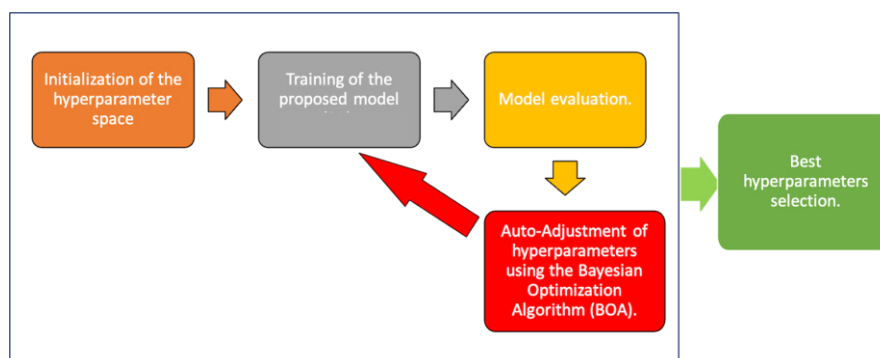 Initialization of the
hyperparameter
space
Training of the
proposed model
Model evaluation.
Auto-Adjustment of
hyperparameters
using the Bayesian
Optimization
Algorithm (BOA).
Best
hyperparameters
selection.